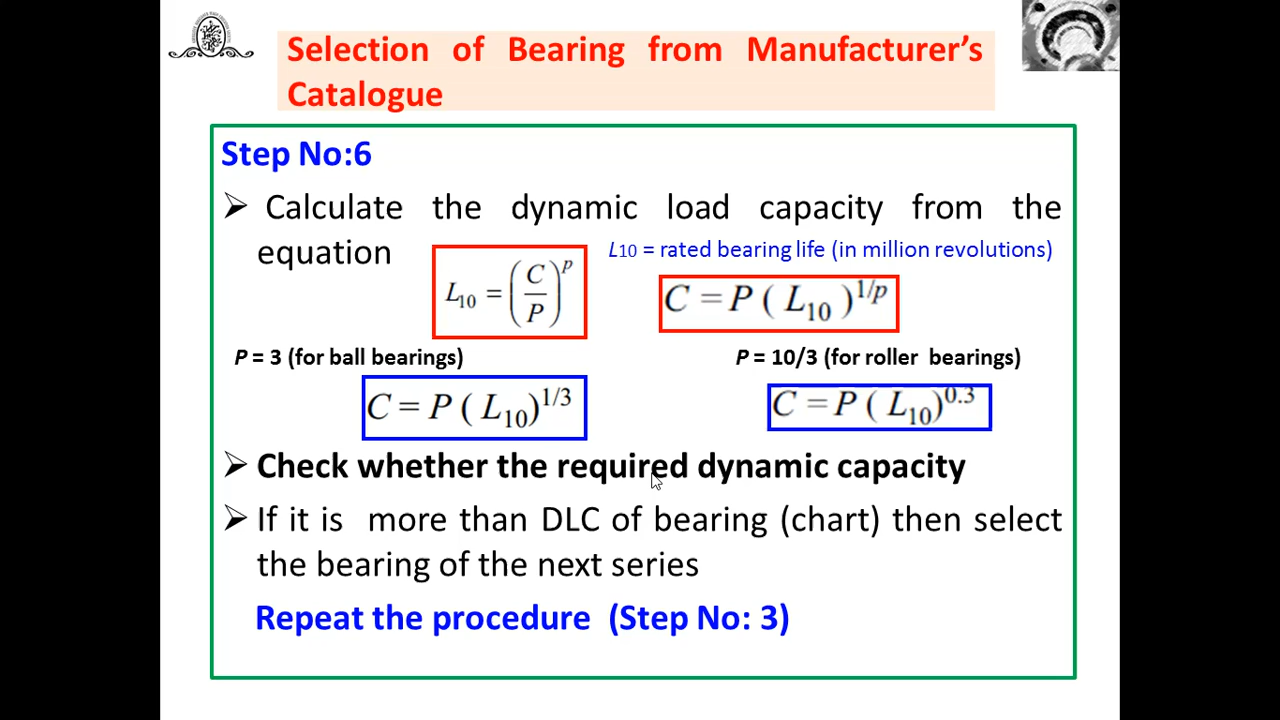 Selection of Bearing from Manufacturer's
Catalogue
Step No:6
➢ Calculate the dynamic load capacity from the
equation
L10 = rated bearing life (in million revolutions)
L₁₀ = (C/P)^p
C = P ( L₁₀ )^1/p
P = 3 (for ball bearings)
P = 10/3 (for roller bearings)
C = P ( L₁₀)^1/3
C = P ( L₁₀)^0.3
➢ Check whether the required dynamic capacity
➢ If it is more than DLC of bearing (chart) then select
the bearing of the next series
Repeat the procedure (Step No: 3)